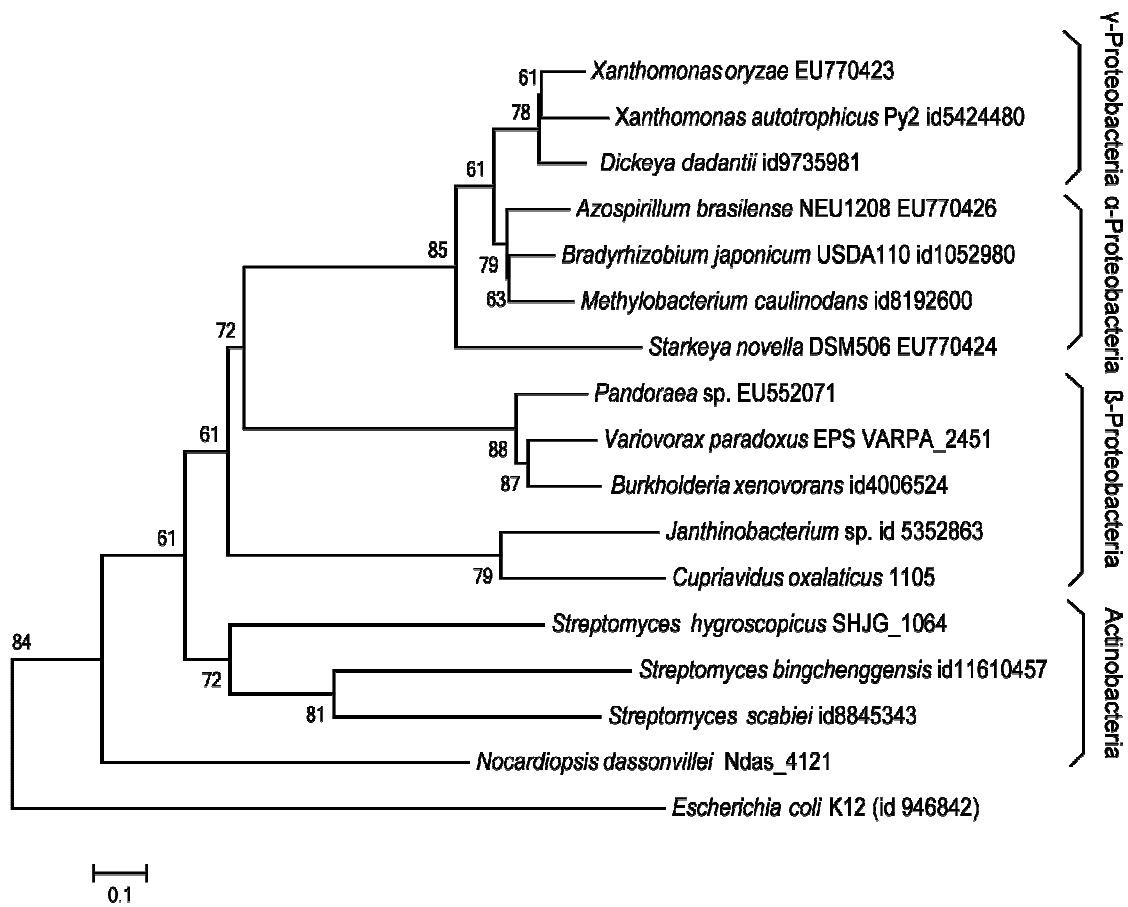 Xanthomonas oryzae EU770423
Xanthomonas autotrophicus Py2 id5424480
Dickeya dadantii id9735981
Azospirillum brasilense NEU1208 EU770426
Bradyrhizobium japonicum USDA110 id1052980
Methylobacterium caulinodans id8192600
Starkeya novella DSM506 EU770424
Pandoraea sp. EU552071
Variovorax paradoxus EPS VARPA_2451
Burkholderia xenovorans id4006524
Janthinobacterium sp. id 5352863
Cupriavidus oxalaticus 1105
Streptomyces hygroscopicus SHJG_1064
Streptomyces bingchenggensis id11610457
Streptomyces scabiei id8845343
Nocardiopsis dassonvillei Ndas_4121
Escherichia coli K12 (id 946842)
61
78
61
85
79
63
72
61
88
87
61
79
84
72
81
0.1
γ-Proteobacteria
α-Proteobacteria
ß-Proteobacteria
Actinobacteria